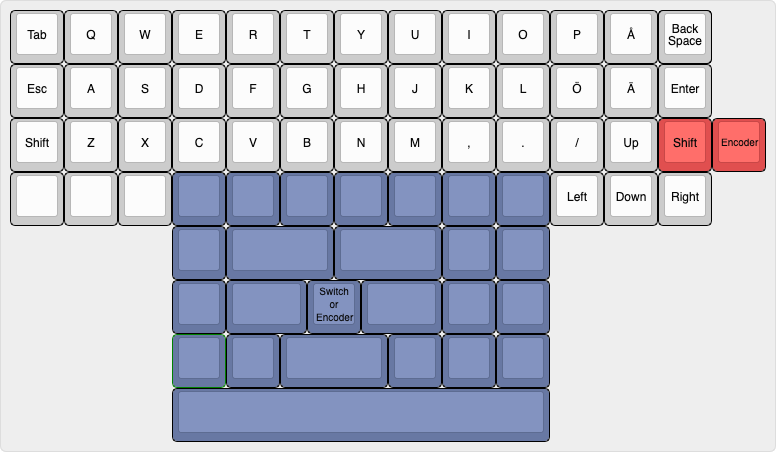 Tab Q W E R T Y U I O P Å Back
Space
Esc A S D F G H J K L Õ Ä Enter
Shift Z X C V B N M , . / Up Shift Encoder
Left Down Right
Switch
or
Encoder